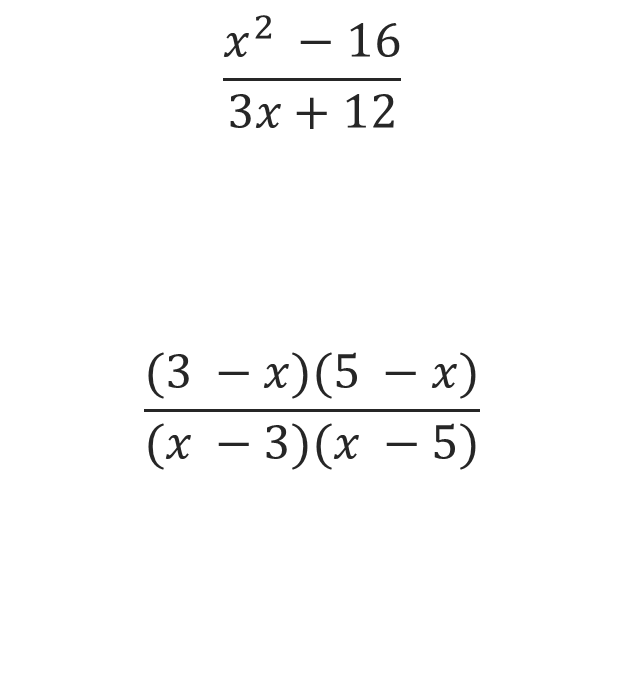 x² − 16
3x + 12
(3 − x)(5 − x)
(x − 3)(x − 5)